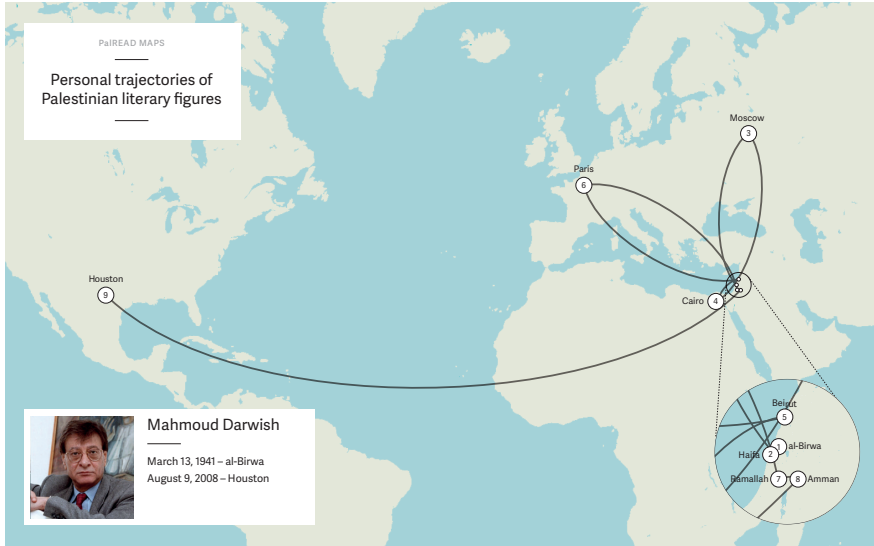 PalREAD MAPS
Personal trajectories of
Palestinian literary figures
Moscow
3
Paris
6
Houston
9
Cairo
4
Beirut
5
1 al-Birwa
Haifa 2
Ramallah 7 8 Amman
Mahmoud Darwish
March 13, 1941 – al-Birwa
August 9, 2008 – Houston